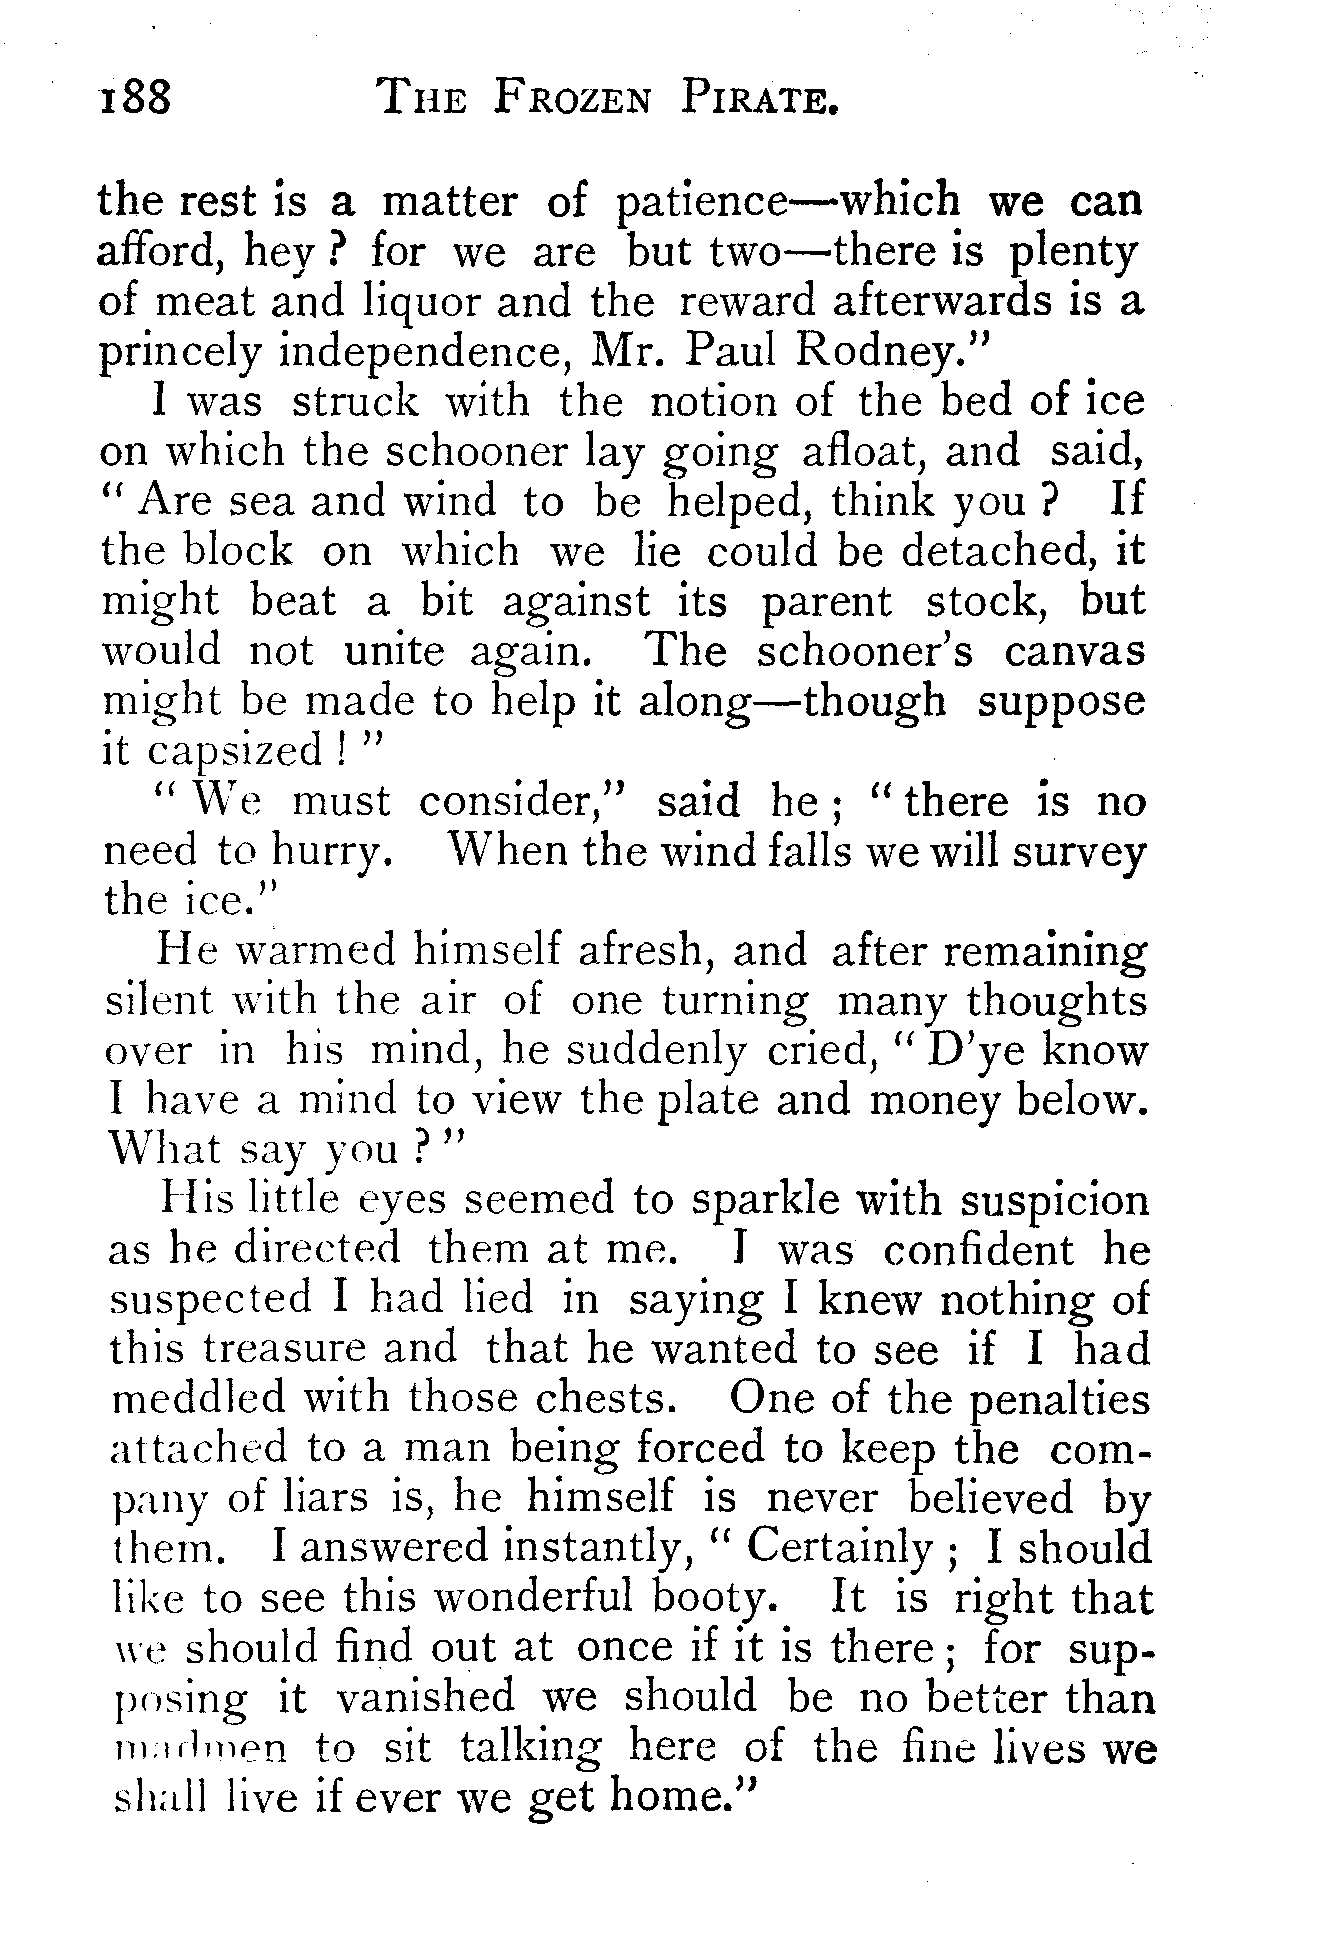 188 THE FROZEN PIRATE.
the rest is a matter of patience—which we can
afford, hey ? for we are but two—there is plenty
of meat and liquor and the reward afterwards is a
princely independence, Mr. Paul Rodney."
I was struck with the notion of the bed of ice
on which the schooner lay going afloat, and said,
" Are sea and wind to be helped, think you ? If
the block on which we lie could be detached, it
might beat a bit against its parent stock, but
would not unite again. The schooner's canvas
might be made to help it along—though suppose
it capsized ! "
" We must consider," said he ; " there is no
need to hurry. When the wind falls we will survey
the ice."
He warmed himself afresh, and after remaining
silent with the air of one turning many thoughts
over in his mind, he suddenly cried, " D'ye know
I have a mind to view the plate and money below.
What say you ? "
His little eyes seemed to sparkle with suspicion
as he directed them at me. I was confident he
suspected I had lied in saying I knew nothing of
this treasure and that he wanted to see if I had
meddled with those chests. One of the penalties
attached to a man being forced to keep the com-
pany of liars is, he himself is never believed by
them. I answered instantly, " Certainly ; I should
like to see this wonderful booty. It is right that
we should find out at once if it is there ; for sup-
posing it vanished we should be no better than
madmen to sit talking here of the fine lives we
shall live if ever we get home."